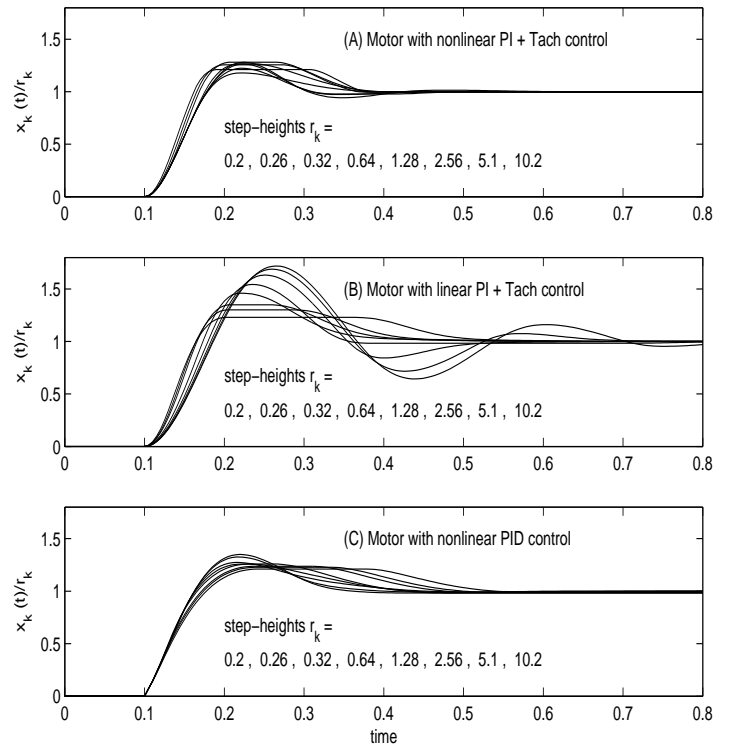 1.5
(A) Motor with nonlinear PI + Tach control
1
x_k (t)/r_k
step−heights r_k =
0.5
0.2 , 0.26 , 0.32 , 0.64 , 1.28 , 2.56 , 5.1 , 10.2
0
0 0.1 0.2 0.3 0.4 0.5 0.6 0.7 0.8
1.5
(B) Motor with linear PI + Tach control
1
x_k (t)/r_k
step−heights r_k =
0.5
0.2 , 0.26 , 0.32 , 0.64 , 1.28 , 2.56 , 5.1 , 10.2
0
0 0.1 0.2 0.3 0.4 0.5 0.6 0.7 0.8
1.5
(C) Motor with nonlinear PID control
1
x_k (t)/r_k
step−heights r_k =
0.5
0.2 , 0.26 , 0.32 , 0.64 , 1.28 , 2.56 , 5.1 , 10.2
0
0 0.1 0.2 0.3 0.4 0.5 0.6 0.7 0.8
time